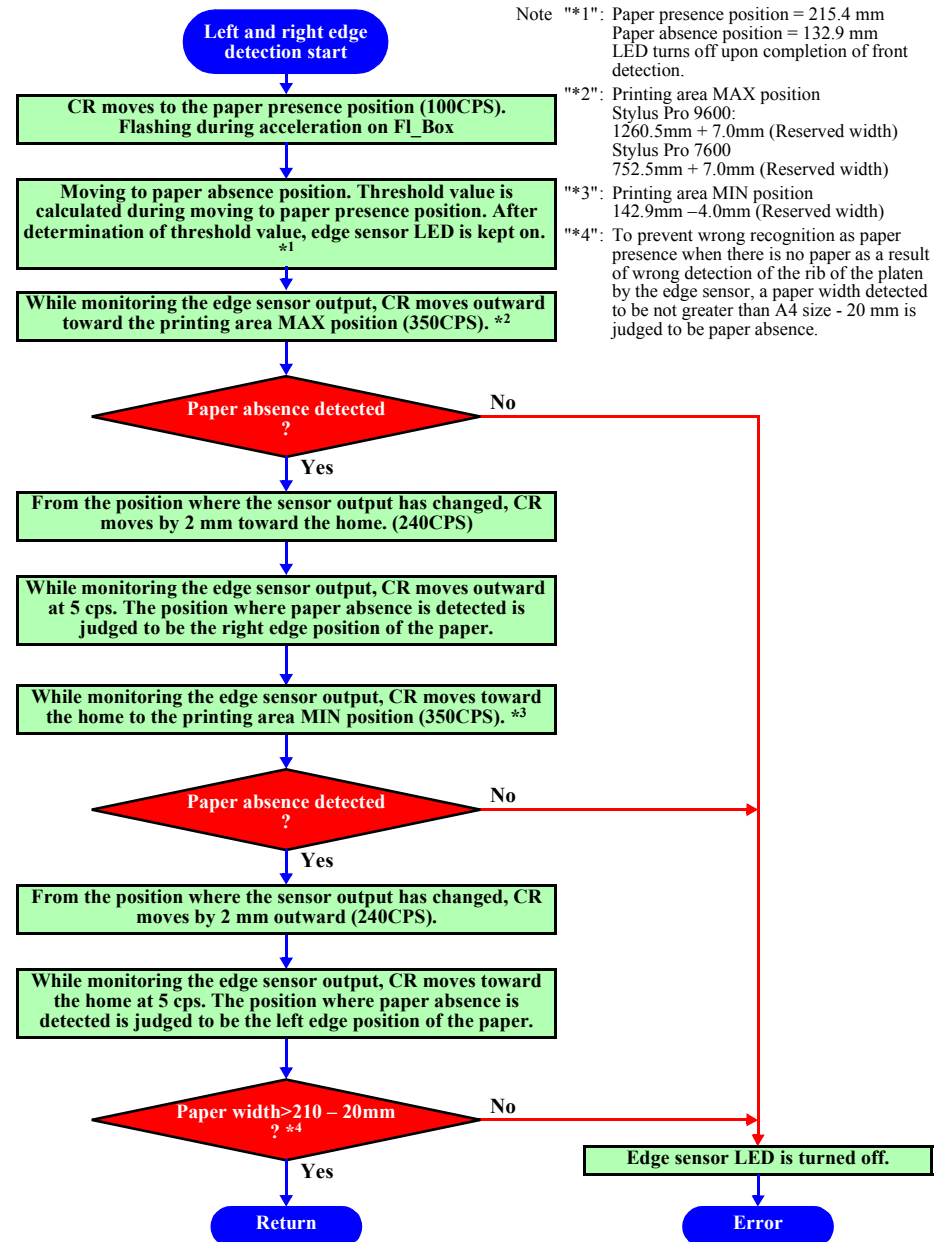 Left and right edge
detection start
CR moves to the paper presence position (100CPS).
Flashing during acceleration on Fl_Box
Moving to paper absence position. Threshold value is
calculated during moving to paper presence position. After
determination of threshold value, edge sensor LED is kept on.
*1
While monitoring the edge sensor output, CR moves outward
toward the printing area MAX position (350CPS). *2
Paper absence detected
?
No
Yes
From the position where the sensor output has changed, CR
moves by 2 mm toward the home. (240CPS)
While monitoring the edge sensor output, CR moves outward
at 5 cps. The position where paper absence is detected is
judged to be the right edge position of the paper.
While monitoring the edge sensor output, CR moves toward
the home to the printing area MIN position (350CPS). *3
Paper absence detected
?
No
Yes
From the position where the sensor output has changed, CR
moves by 2 mm outward (240CPS).
While monitoring the edge sensor output, CR moves toward
the home at 5 cps. The position where paper absence is
detected is judged to be the left edge position of the paper.
Paper width>210 – 20mm
? *4
No
Yes
Return
Edge sensor LED is turned off.
Error
Note "*1": Paper presence position = 215.4 mm
Paper absence position = 132.9 mm
LED turns off upon completion of front
detection.
"*2": Printing area MAX position
Stylus Pro 9600:
1260.5mm + 7.0mm (Reserved width)
Stylus Pro 7600
752.5mm + 7.0mm (Reserved width)
"*3": Printing area MIN position
142.9mm –4.0mm (Reserved width)
"*4": To prevent wrong recognition as paper
presence when there is no paper as a result
of wrong detection of the rib of the platen
by the edge sensor, a paper width detected
to be not greater than A4 size - 20 mm is
judged to be paper absence.